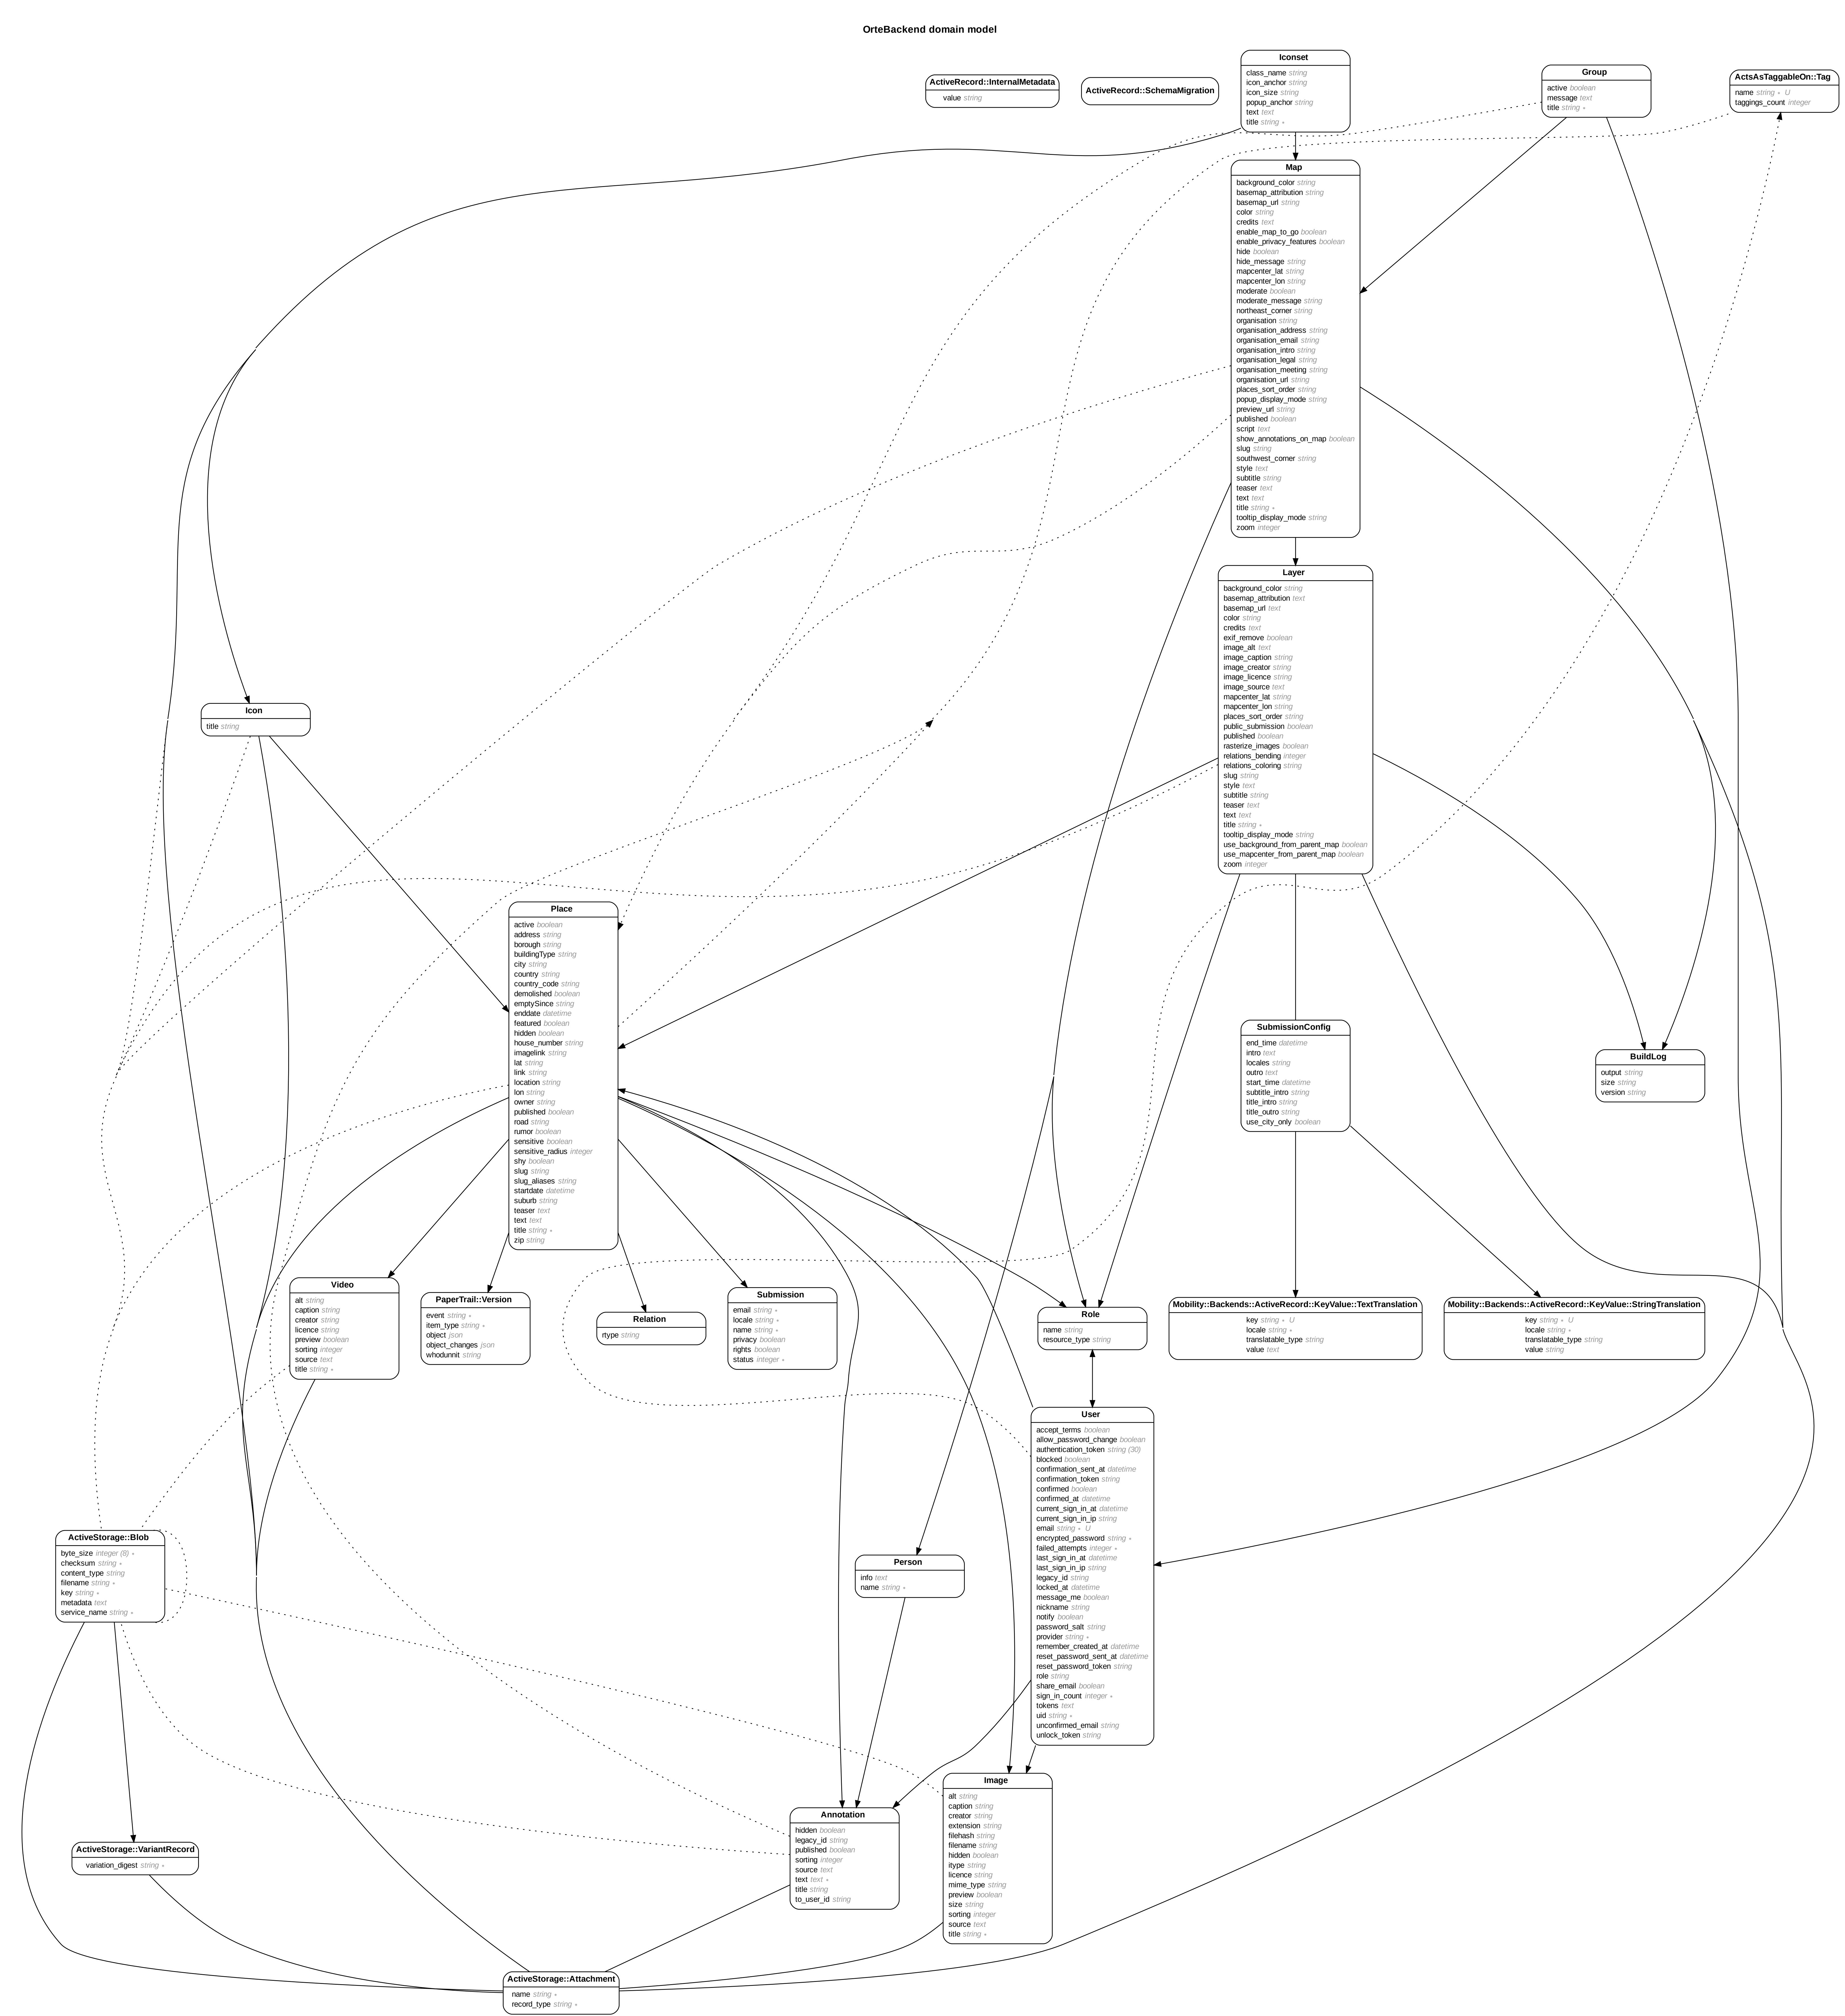 OrteBackend domain model
Iconset
class_name string
icon_anchor string
icon_size string
popup_anchor string
text text
title string ∗
Group
active boolean
message text
title string ∗
ActsAsTaggableOn::Tag
name string ∗ U
taggings_count integer
ActiveRecord::InternalMetadata
value string
ActiveRecord::SchemaMigration
Map
background_color string
basemap_attribution string
basemap_url string
color string
credits text
enable_map_to_go boolean
enable_privacy_features boolean
hide boolean
hide_message string
mapcenter_lat string
mapcenter_lon string
moderate boolean
moderate_message string
northeast_corner string
organisation string
organisation_address string
organisation_email string
organisation_intro string
organisation_legal string
organisation_meeting string
organisation_url string
places_sort_order string
popup_display_mode string
preview_url string
published boolean
script text
show_annotations_on_map boolean
slug string
southwest_corner string
style text
subtitle string
teaser text
text text
title string ∗
tooltip_display_mode string
zoom integer
Layer
background_color string
basemap_attribution text
basemap_url text
color string
credits text
exif_remove boolean
image_alt text
image_caption string
image_creator string
image_licence string
image_source text
mapcenter_lat string
mapcenter_lon string
places_sort_order string
public_submission boolean
published boolean
rasterize_images boolean
relations_bending integer
relations_coloring string
slug string
style text
subtitle string
teaser text
text text
title string ∗
tooltip_display_mode string
use_background_from_parent_map boolean
use_mapcenter_from_parent_map boolean
zoom integer
Icon
title string
Place
active boolean
address string
borough string
buildingType string
city string
country string
country_code string
demolished boolean
emptySince string
enddate datetime
featured boolean
hidden boolean
house_number string
imagelink string
lat string
link string
location string
lon string
owner string
published boolean
road string
rumor boolean
sensitive boolean
sensitive_radius integer
shy boolean
slug string
slug_aliases string
startdate datetime
suburb string
teaser text
text text
title string ∗
zip string
SubmissionConfig
end_time datetime
intro text
locales string
outro text
start_time datetime
subtitle_intro string
title_intro string
title_outro string
use_city_only boolean
BuildLog
output string
size string
version string
Video
alt string
caption string
creator string
licence string
preview boolean
sorting integer
source text
title string ∗
PaperTrail::Version
event string ∗
item_type string ∗
object json
object_changes json
whodunnit string
Relation
rtype string
Submission
email string ∗
locale string ∗
name string ∗
privacy boolean
rights boolean
status integer ∗
Role
name string
resource_type string
Mobility::Backends::ActiveRecord::KeyValue::TextTranslation
key string ∗ U
locale string ∗
translatable_type string
value text
Mobility::Backends::ActiveRecord::KeyValue::StringTranslation
key string ∗ U
locale string ∗
translatable_type string
value string
User
accept_terms boolean
allow_password_change boolean
authentication_token string (30)
blocked boolean
confirmation_sent_at datetime
confirmation_token string
confirmed boolean
confirmed_at datetime
current_sign_in_at datetime
current_sign_in_ip string
email string ∗ U
encrypted_password string ∗
failed_attempts integer ∗
last_sign_in_at datetime
last_sign_in_ip string
legacy_id string
locked_at datetime
message_me boolean
nickname string
notify boolean
password_salt string
provider string ∗
remember_created_at datetime
reset_password_sent_at datetime
reset_password_token string
role string
share_email boolean
sign_in_count integer ∗
tokens text
uid string ∗
unconfirmed_email string
unlock_token string
ActiveStorage::Blob
byte_size integer (8) ∗
checksum string ∗
content_type string
filename string ∗
key string ∗
metadata text
service_name string ∗
Person
info text
name string ∗
Image
alt string
caption string
creator string
extension string
filehash string
filename string
hidden boolean
itype string
licence string
mime_type string
preview boolean
size string
sorting integer
source text
title string ∗
Annotation
hidden boolean
legacy_id string
published boolean
sorting integer
source text
text text ∗
title string
to_user_id string
ActiveStorage::VariantRecord
variation_digest string ∗
ActiveStorage::Attachment
name string ∗
record_type string ∗